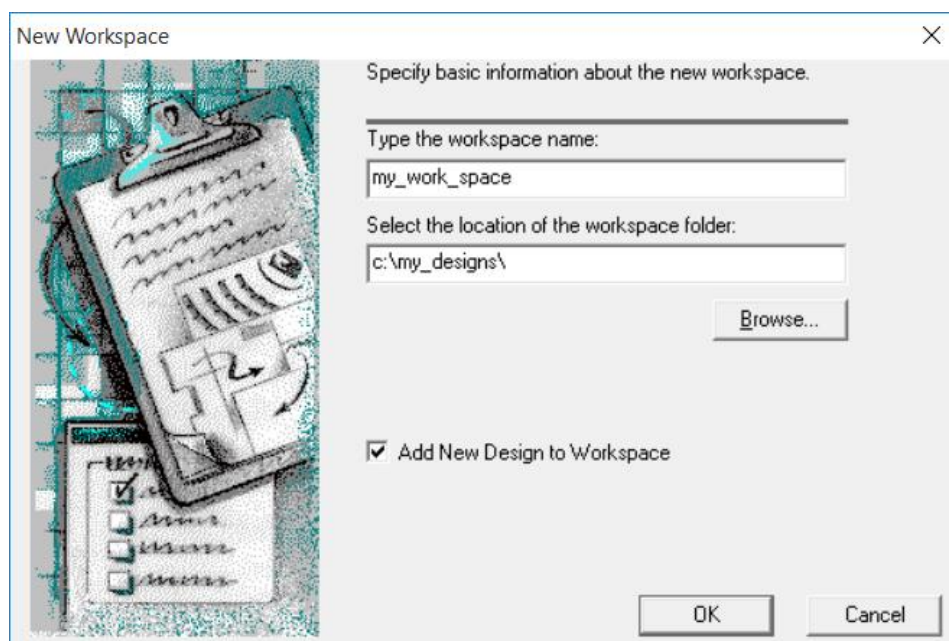 New Workspace
Specify basic information about the new workspace.
Type the workspace name:
my_work_space
Select the location of the workspace folder:
c:\my_designs\
Browse...
Add New Design to Workspace
OK
Cancel